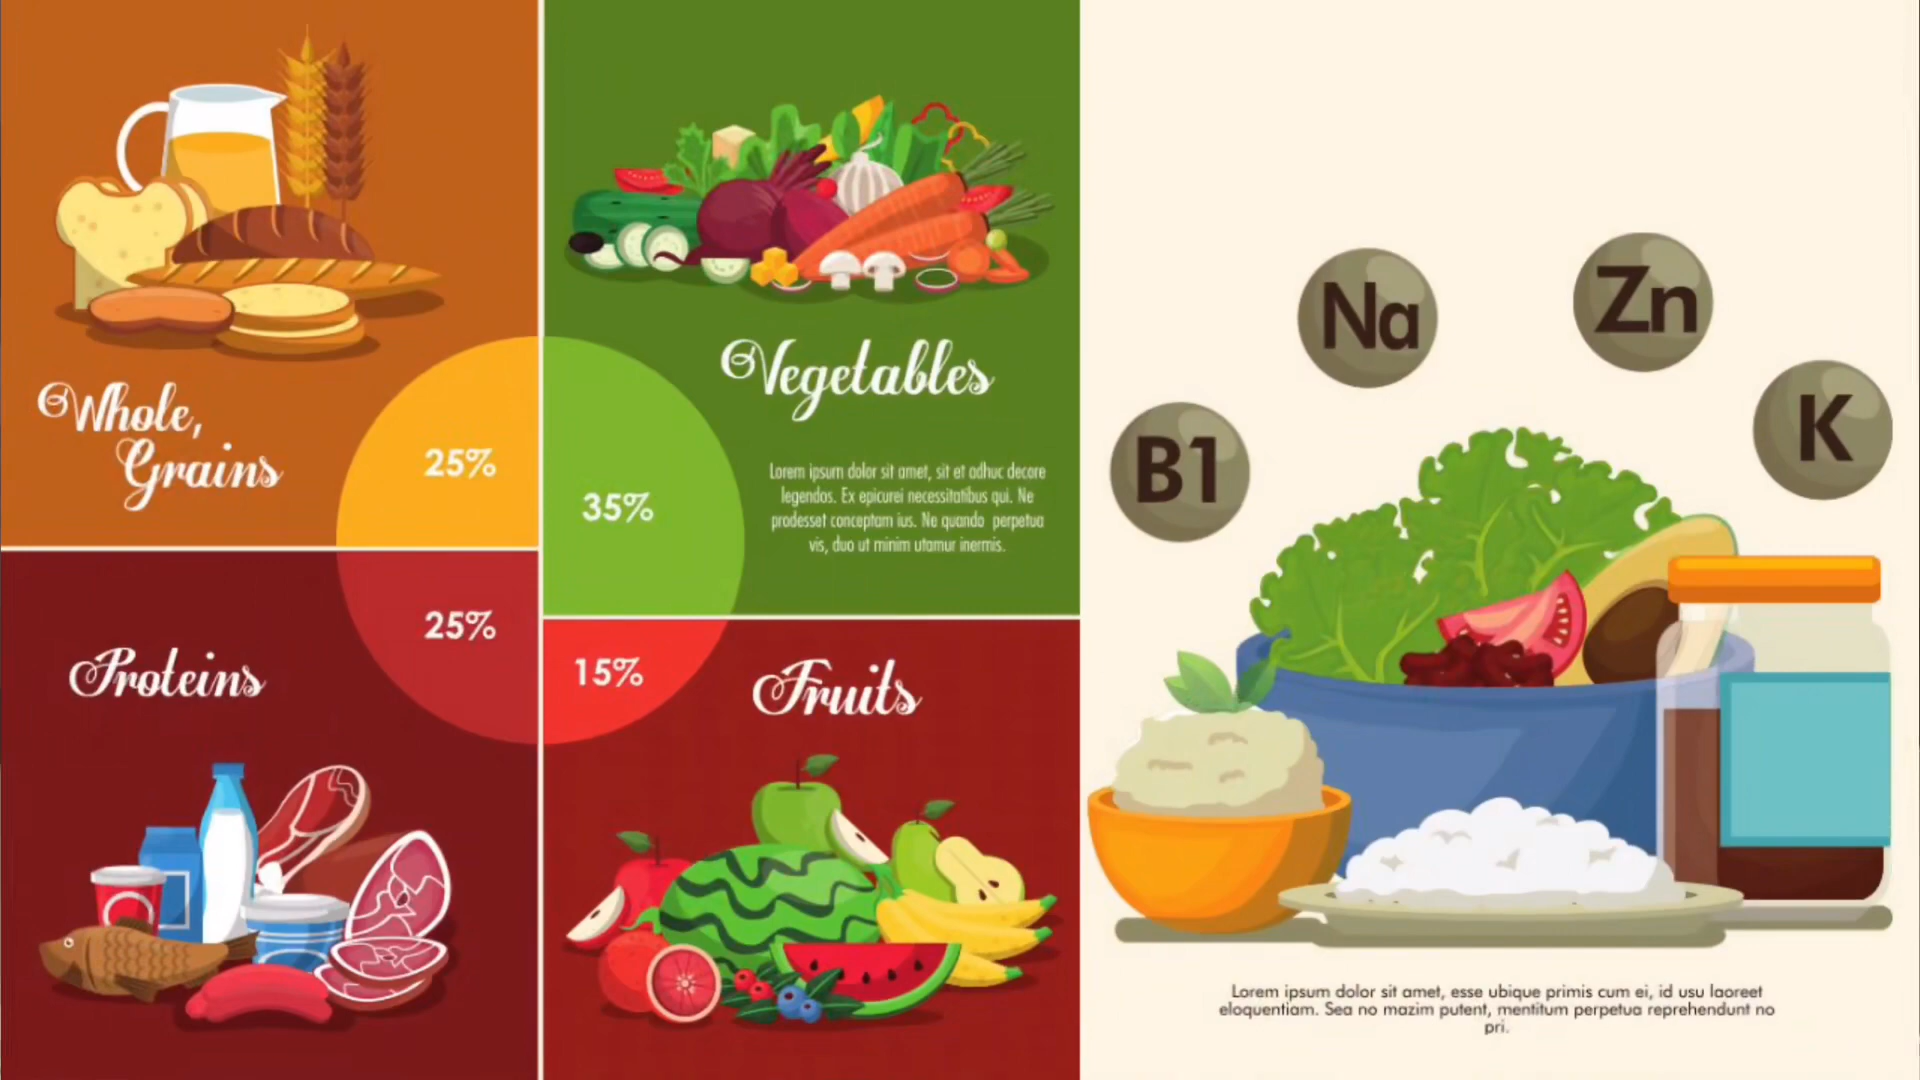 Whole,
Grains
25%
Vegetables
35%
Lorem ipsum dolor sit amet, sit et adhuc decore
legendos. Ex epicurei necessitatibus qui. Ne
prodesset conceptam ius. Ne quando perpetua
vis, duo ut minim utamur inermis.
Proteins
25%
15%
Fruits
Na
Zn
K
B1
Lorem ipsum dolor sit amet, esse ubique primis cum ei, id usu laoreet
eloquentiam. Sea no mazim putent, mentitum perpetua reprehendunt no
pri.